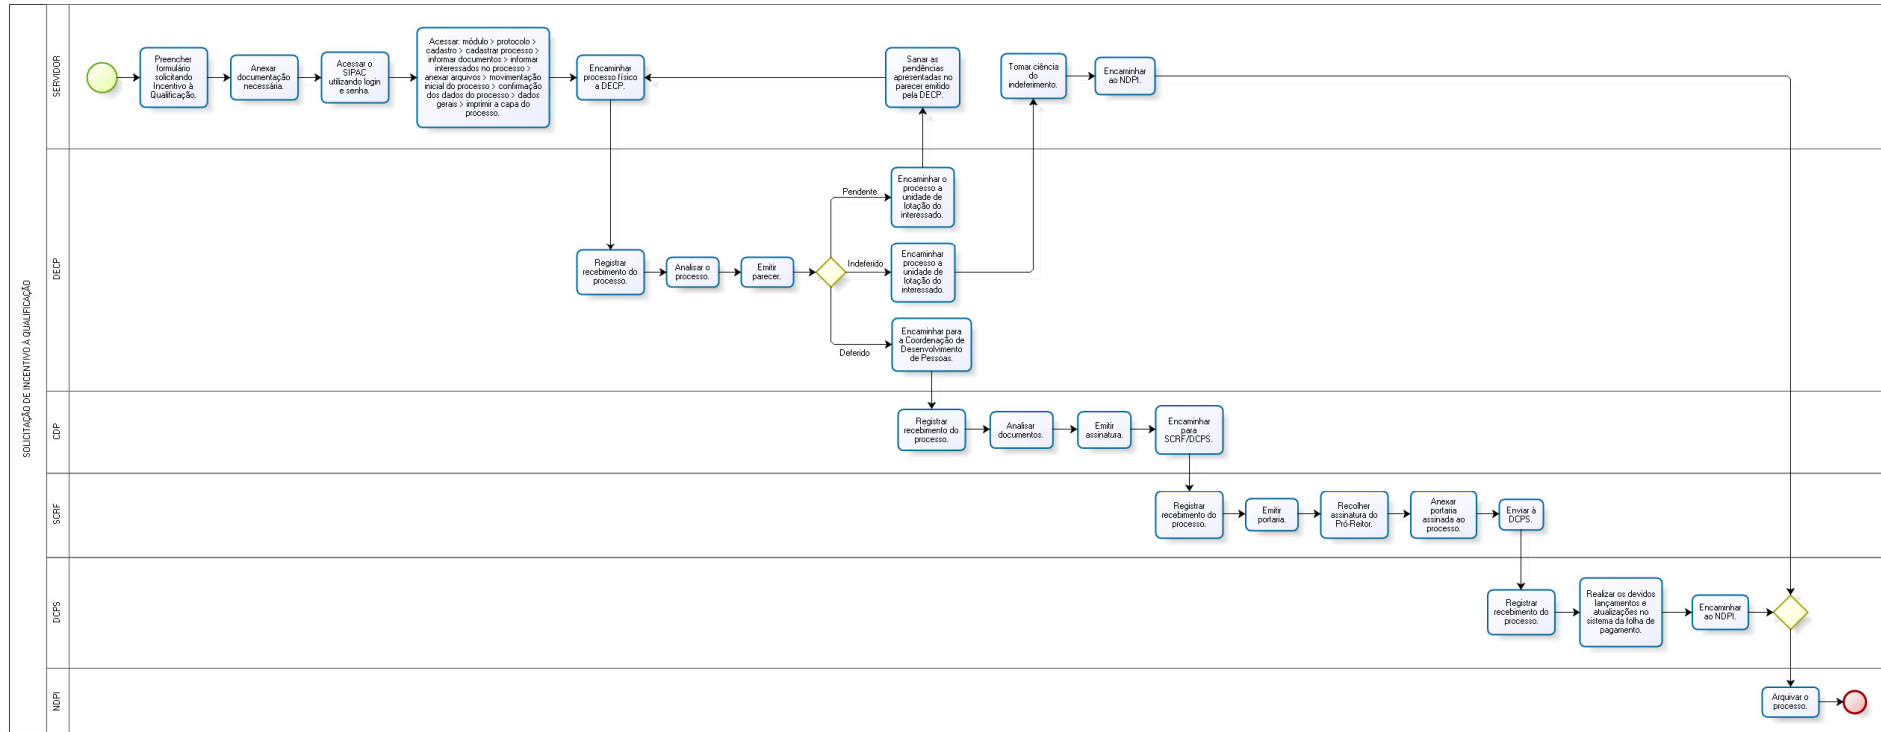 SOLICITAÇÃO DE INCENTIVO À QUALIFICAÇÃO
SERVIDOR
Preencher
formulário
solicitando
Incentivo à
Qualificação.
Anexar
documentação
necessária.
Acessar o
SIPAC
utilizando login
e senha.
Acessar: módulo > protocolo >
cadastro > cadastrar processo >
informar documentos > informar
interessados no processo >
anexar arquivos > movimentação
inicial do processo > confirmação
dos dados do processo > dados
gerais > imprimir a capa do
processo.
Encaminhar
processo físico
a DECP.
Sanar as
pendências
apresentadas no
parecer emitido
pela DECP.
Tomar ciência
do
indeferimento.
Encaminhar
ao NDPI.
DECP
Registrar
recebimento do
processo.
Analisar o
processo.
Emitir
parecer.
Pendente
Encaminhar o
processo a
unidade de
lotação do
interessado.
Indeferido
Encaminhar
processo a
unidade de
lotação do
interessado.
Deferido
Encaminhar para
a Coordenação de
Desenvolvimento
de Pessoas.
CDP
Registrar
recebimento do
processo.
Analisar
documentos.
Emitir
assinatura.
Encaminhar
para
SCRF/DCPS.
SCRF
Registrar
recebimento do
processo.
Emitir
portaria.
Recolher
assinatura do
Pró-Reitor.
Anexar
portaria
assinada ao
processo.
Enviar à
DCPS.
DCPS
Registrar
recebimento do
processo.
Realizar os devidos
lançamentos e
atualizações no
sistema da folha de
pagamento.
Encaminhar
ao NDPI.
NDPI
Arquivar o
processo.